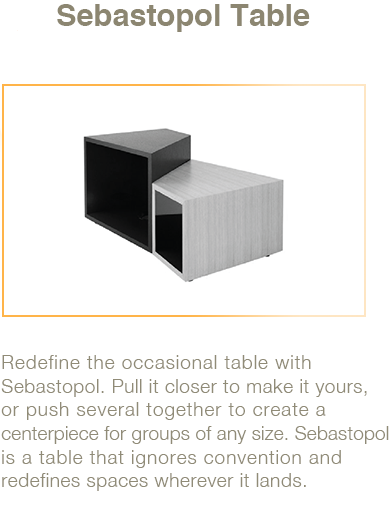 Sebastopol Table
Redefine the occasional table with
Sebastopol. Pull it closer to make it yours,
or push several together to create a
centerpiece for groups of any size. Sebastopol
is a table that ignores convention and
redefines spaces wherever it lands.